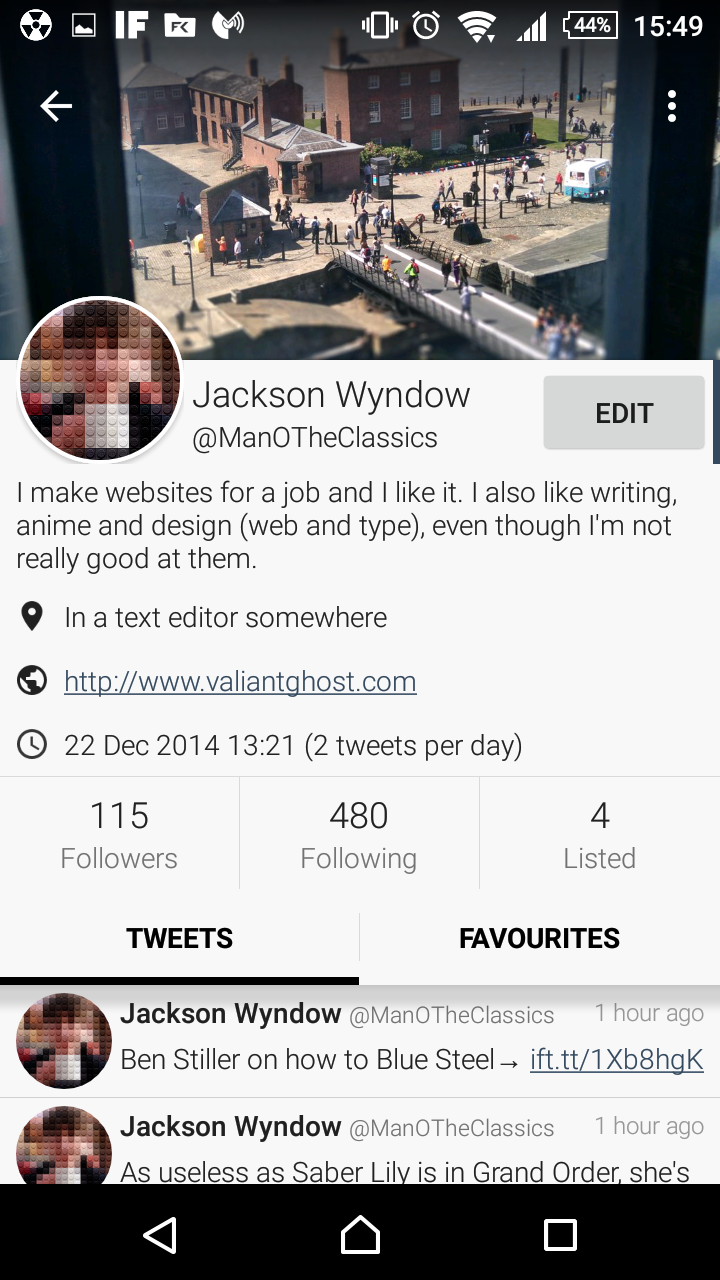 IF
FK
44%
15:49
Jackson Wyndow
@ManOTheClassics
EDIT
I make websites for a job and I like it. I also like writing,
anime and design (web and type), even though I'm not
really good at them.
In a text editor somewhere
http://www.valiantghost.com
22 Dec 2014 13:21 (2 tweets per day)
115
480
4
Followers
Following
Listed
TWEETS
FAVOURITES
Jackson Wyndow @ManOTheClassics 1 hour ago
Ben Stiller on how to Blue Steel→ ift.tt/1Xb8hgK
Jackson Wyndow @ManOTheClassics 1 hour ago
As useless as Saber Lily is in Grand Order, she's